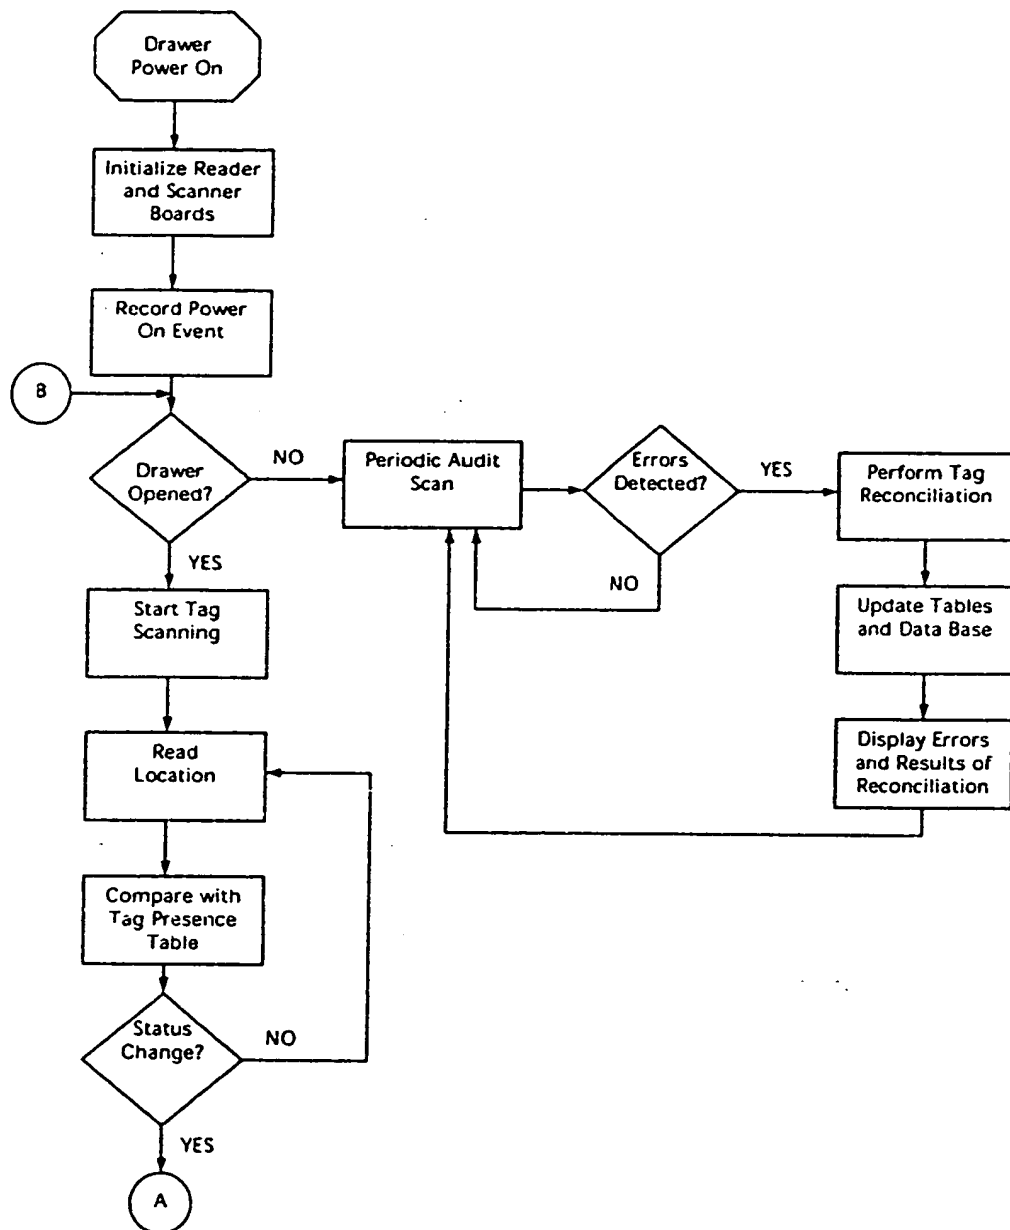 Drawer
Power On
Initialize Reader
and Scanner
Boards
Record Power
On Event
B
Drawer
Opened?
NO
Periodic Audit
Scan
Errors
Detected?
YES
Perform Tag
Reconciliation
NO
Update Tables
and Data Base
Display Errors
and Results of
Reconciliation
YES
Start Tag
Scanning
Read
Location
Compare with
Tag Presence
Table
Status
Change?
NO
YES
A